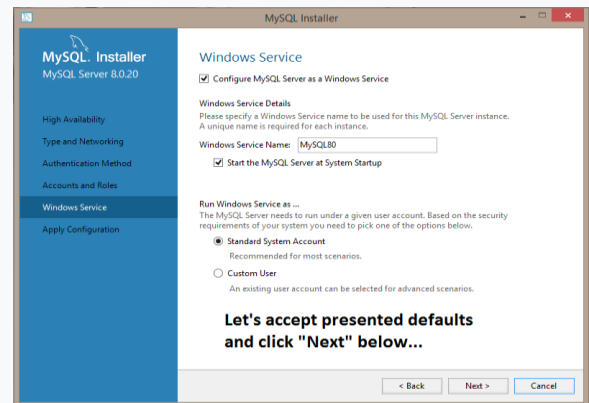 MySQL Installer
MySQL. Installer
MySQL Server 8.0.20
High Availability
Type and Networking
Authentication Method
Accounts and Roles
Windows Service
Apply Configuration
Windows Service
Configure MySQL Server as a Windows Service
Windows Service Details
Please specify a Windows Service name to be used for this MySQL Server instance.
A unique name is required for each instance.
Windows Service Name: MySQL80
Start the MySQL Server at System Startup
Run Windows Service as ...
The MySQL Server needs to run under a given user account. Based on the security
requirements of your system you need to pick one of the options below.
Standard System Account
Recommended for most scenarios.
Custom User
An existing user account can be selected for advanced scenarios.
Let's accept presented defaults
and click "Next" below...
< Back Next > Cancel